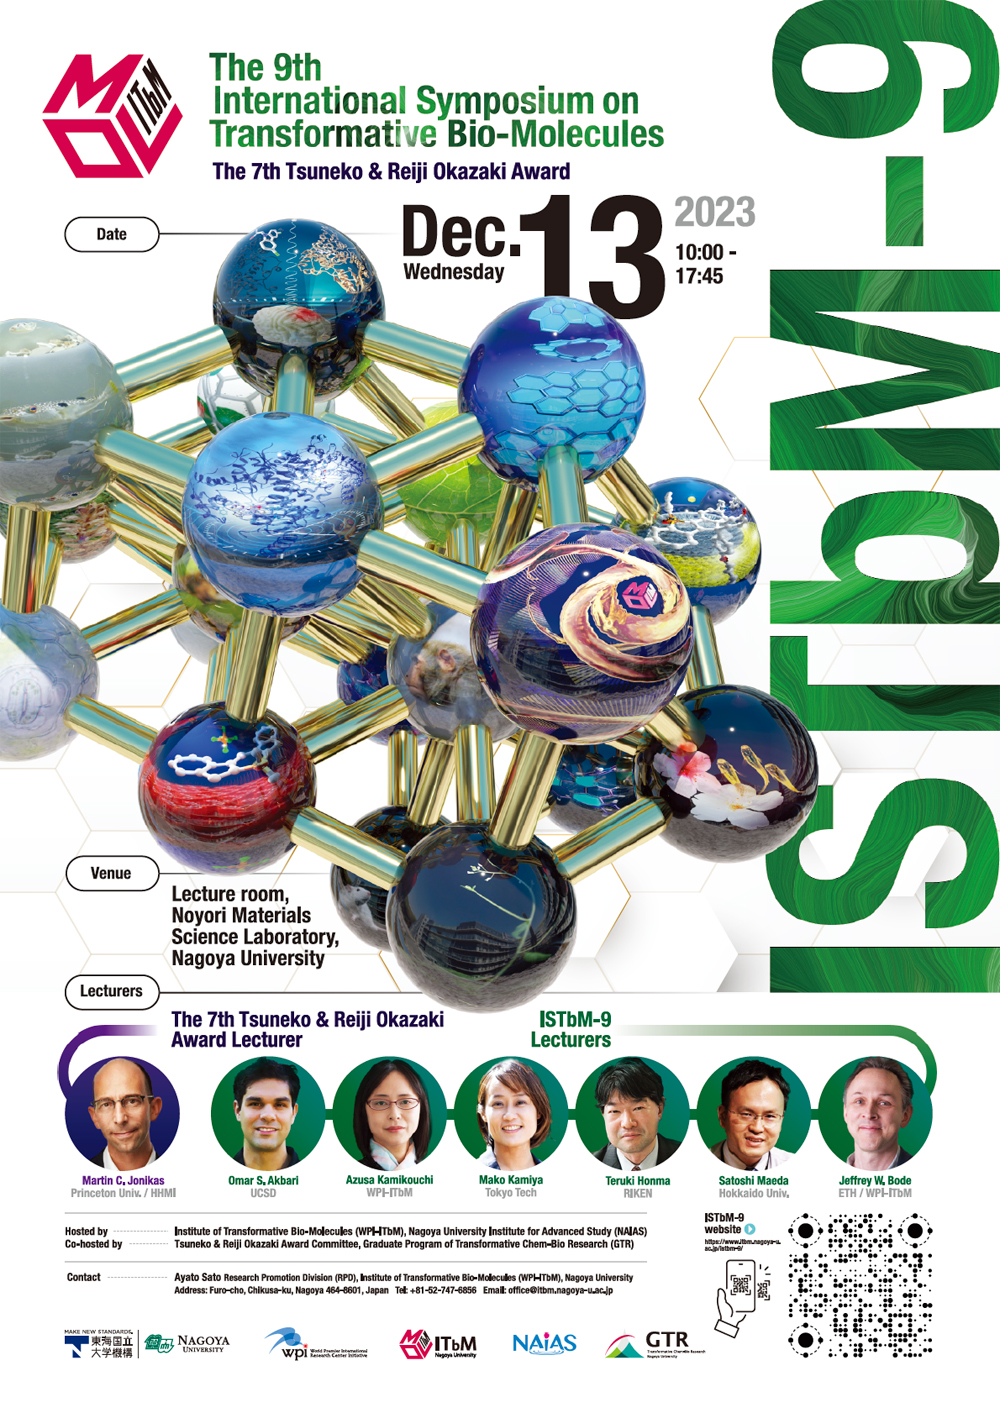 The 9th
International Symposium on
Transformative Bio-Molecules
The 7th Tsuneko & Reiji Okazaki Award
ITbM
Date
Dec. 13
Wednesday
2023
10:00 -
17:45
ISTbM-9
Venue
Lecture room,
Noyori Materials
Science Laboratory,
Nagoya University
Lecturers
The 7th Tsuneko & Reiji Okazaki
Award Lecturer
ISTbM-9
Lecturers
Martin C. Jonikas
Princeton Univ. / HHMI
Omar S. Akbari
UCSD
Azusa Kamikouchi
WPI-ITbM
Mako Kamiya
Tokyo Tech
Teruki Honma
RIKEN
Satoshi Maeda
Hokkaido Univ.
Jeffrey W. Bode
ETH / WPI-ITbM
Hosted by Institute of Transformative Bio-Molecules (WPI-ITbM), Nagoya University Institute for Advanced Study (NAIAS)
Co-hosted by Tsuneko & Reiji Okazaki Award Committee, Graduate Program of Transformative Chem-Bio Research (GTR)
Contact Ayato Sato Research Promotion Division (RPD), Institute of Transformative Bio-Molecules (WPI-ITbM), Nagoya University
Address: Furo-cho, Chikusa-ku, Nagoya 464-8601, Japan Tel: +81-52-747-6856 Email: office@itbm.nagoya-u.ac.jp
ISTbM-9
website
https://www.itbm.nagoya-u.
ac.jp/istbm-9/
MAKE NEW STANDARDS.
東海国立
大学機構
NAGOYA
UNIVERSITY
wpi
World Premier International
Research Center Initiative
ITbM
Nagoya University
NAIAS
GTR
Transformative Chem-Bio Research
Nagoya University